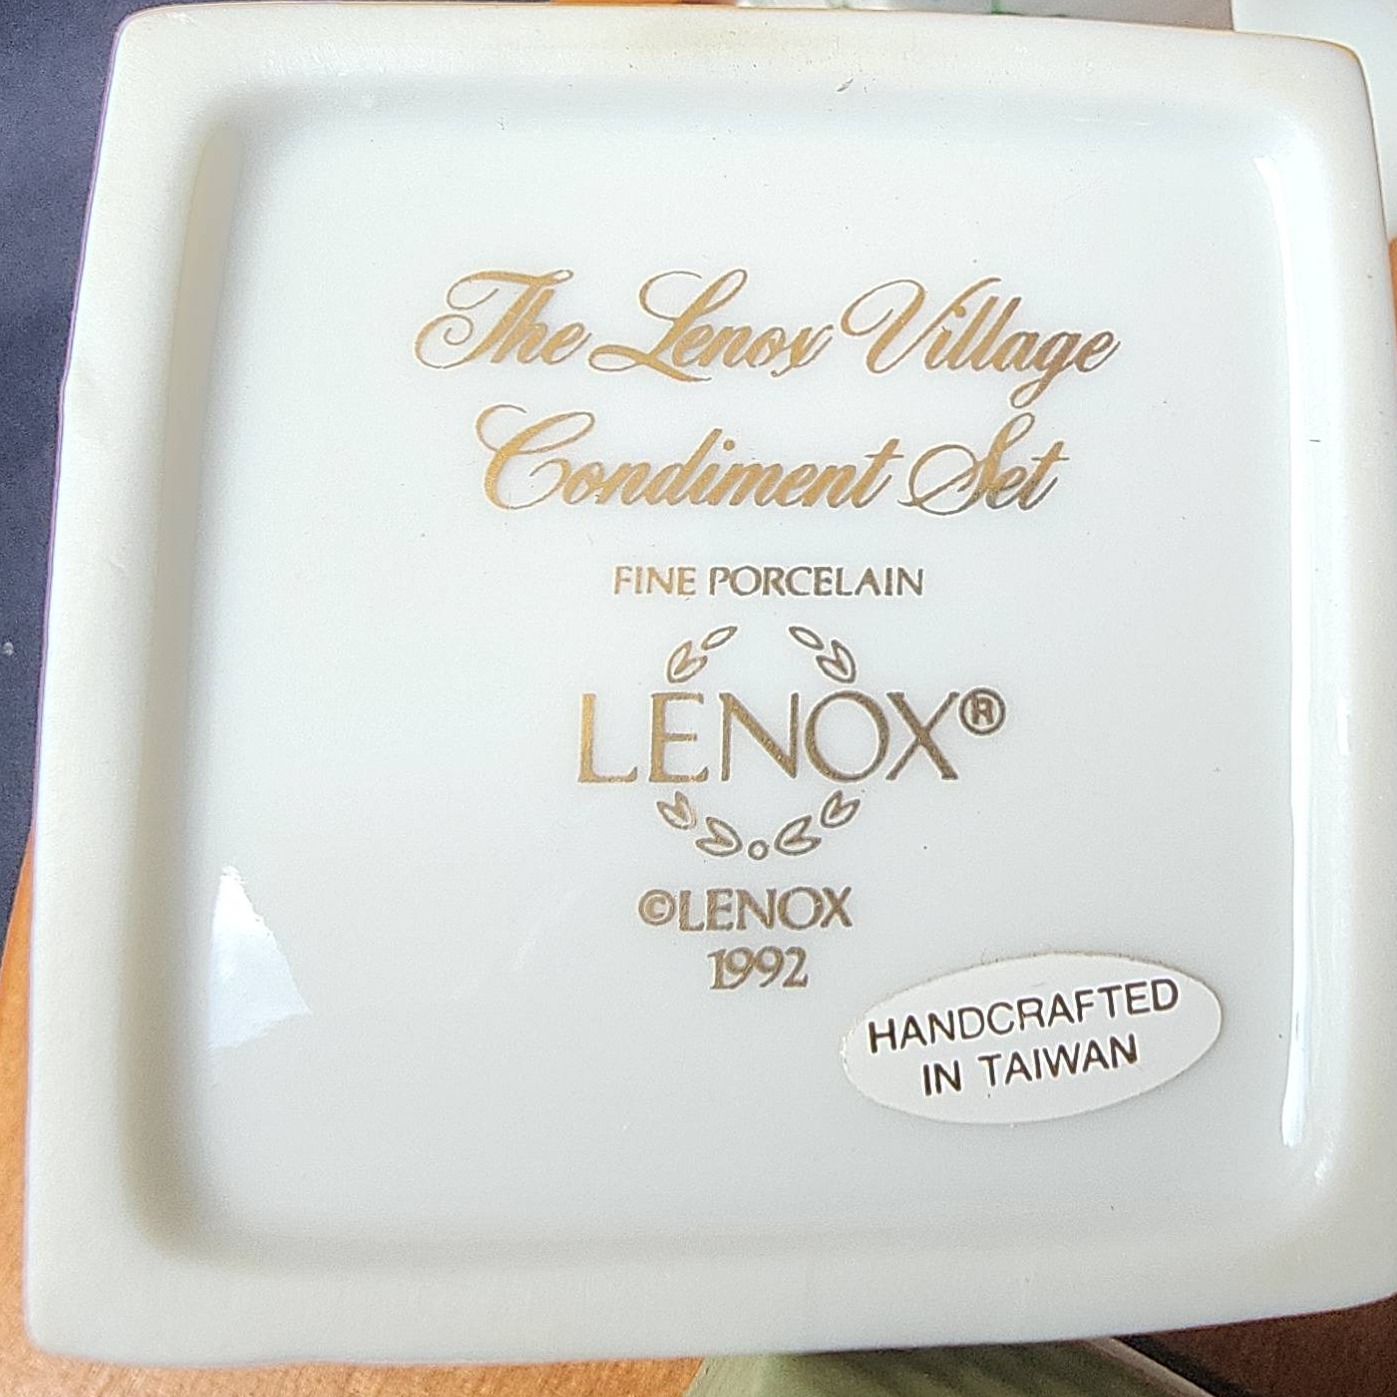 The Lenox Village
Condiment Set
FINE PORCELAIN
LENOX®
©LENOX
1992
HANDCRAFTED
IN TAIWAN